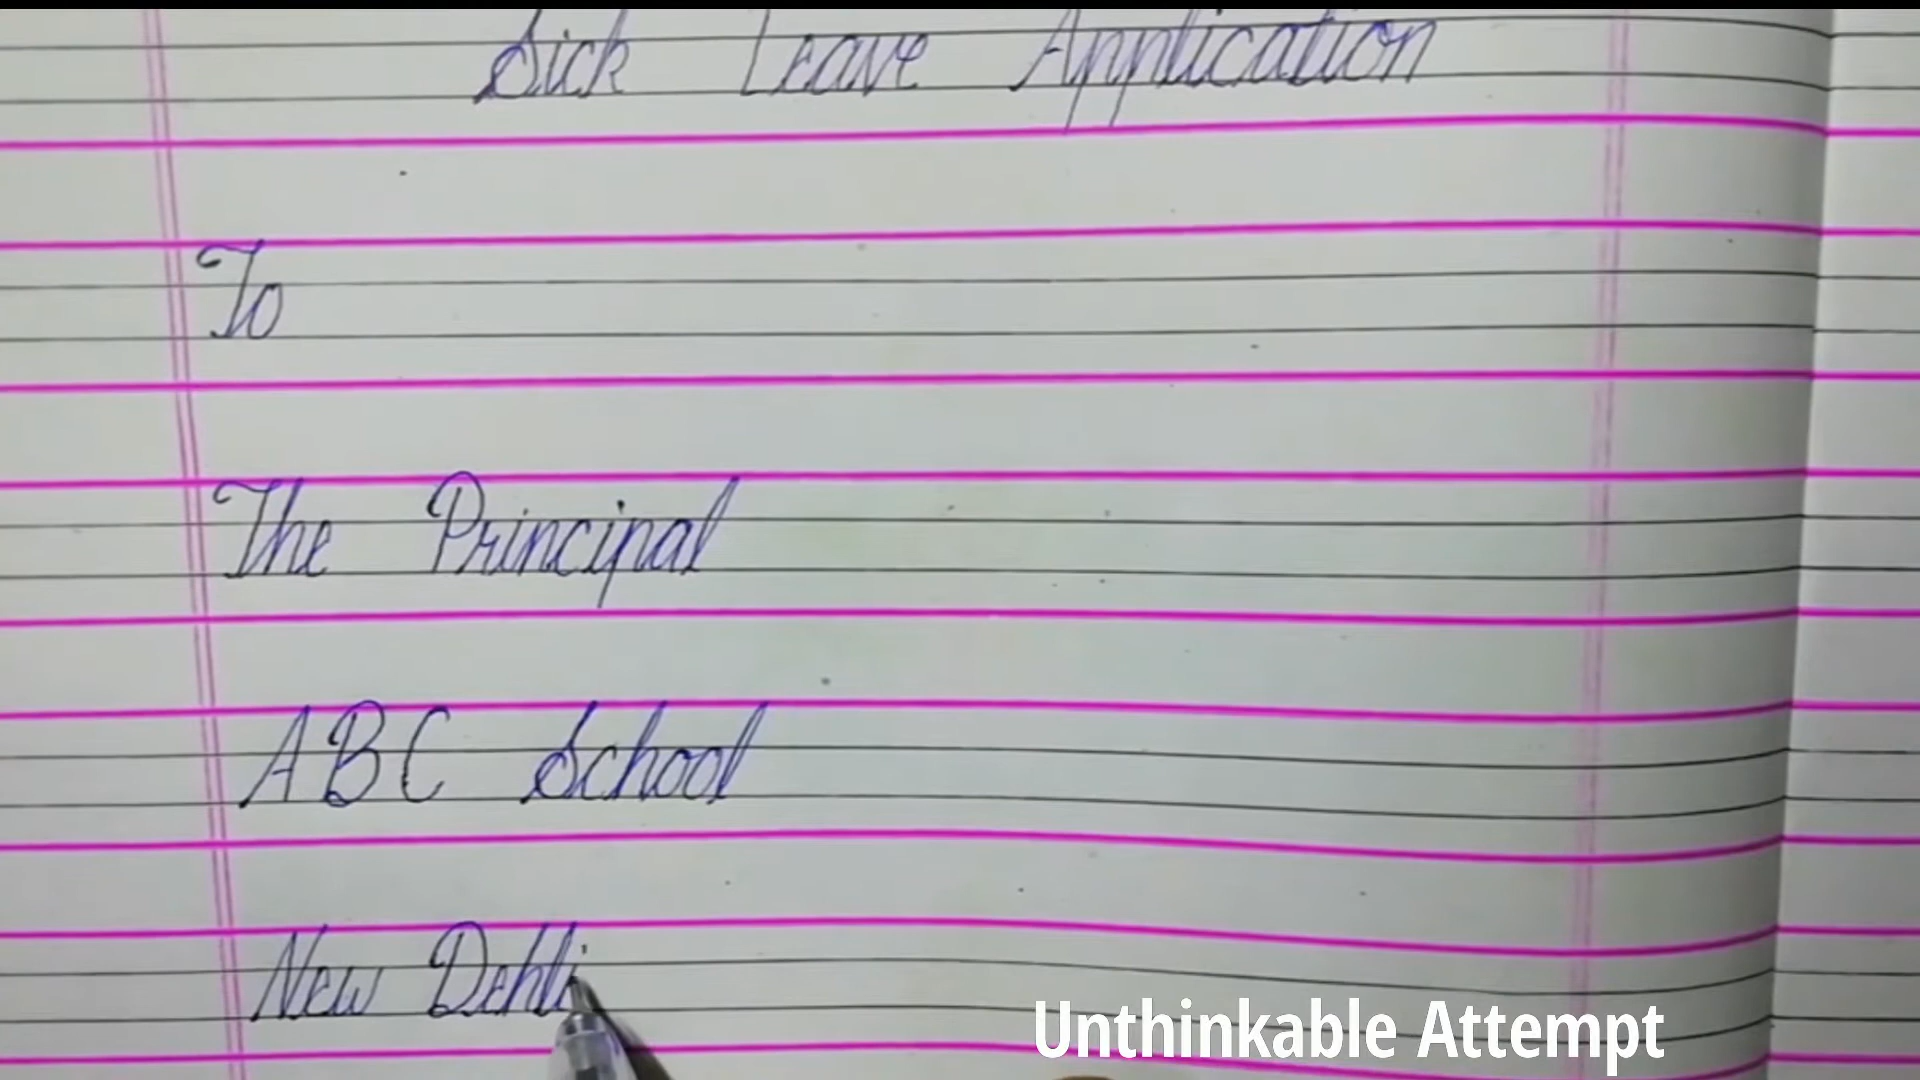 Sick Leave Application
To
The Principal
ABC School
New Dehli
Unthinkable Attempt